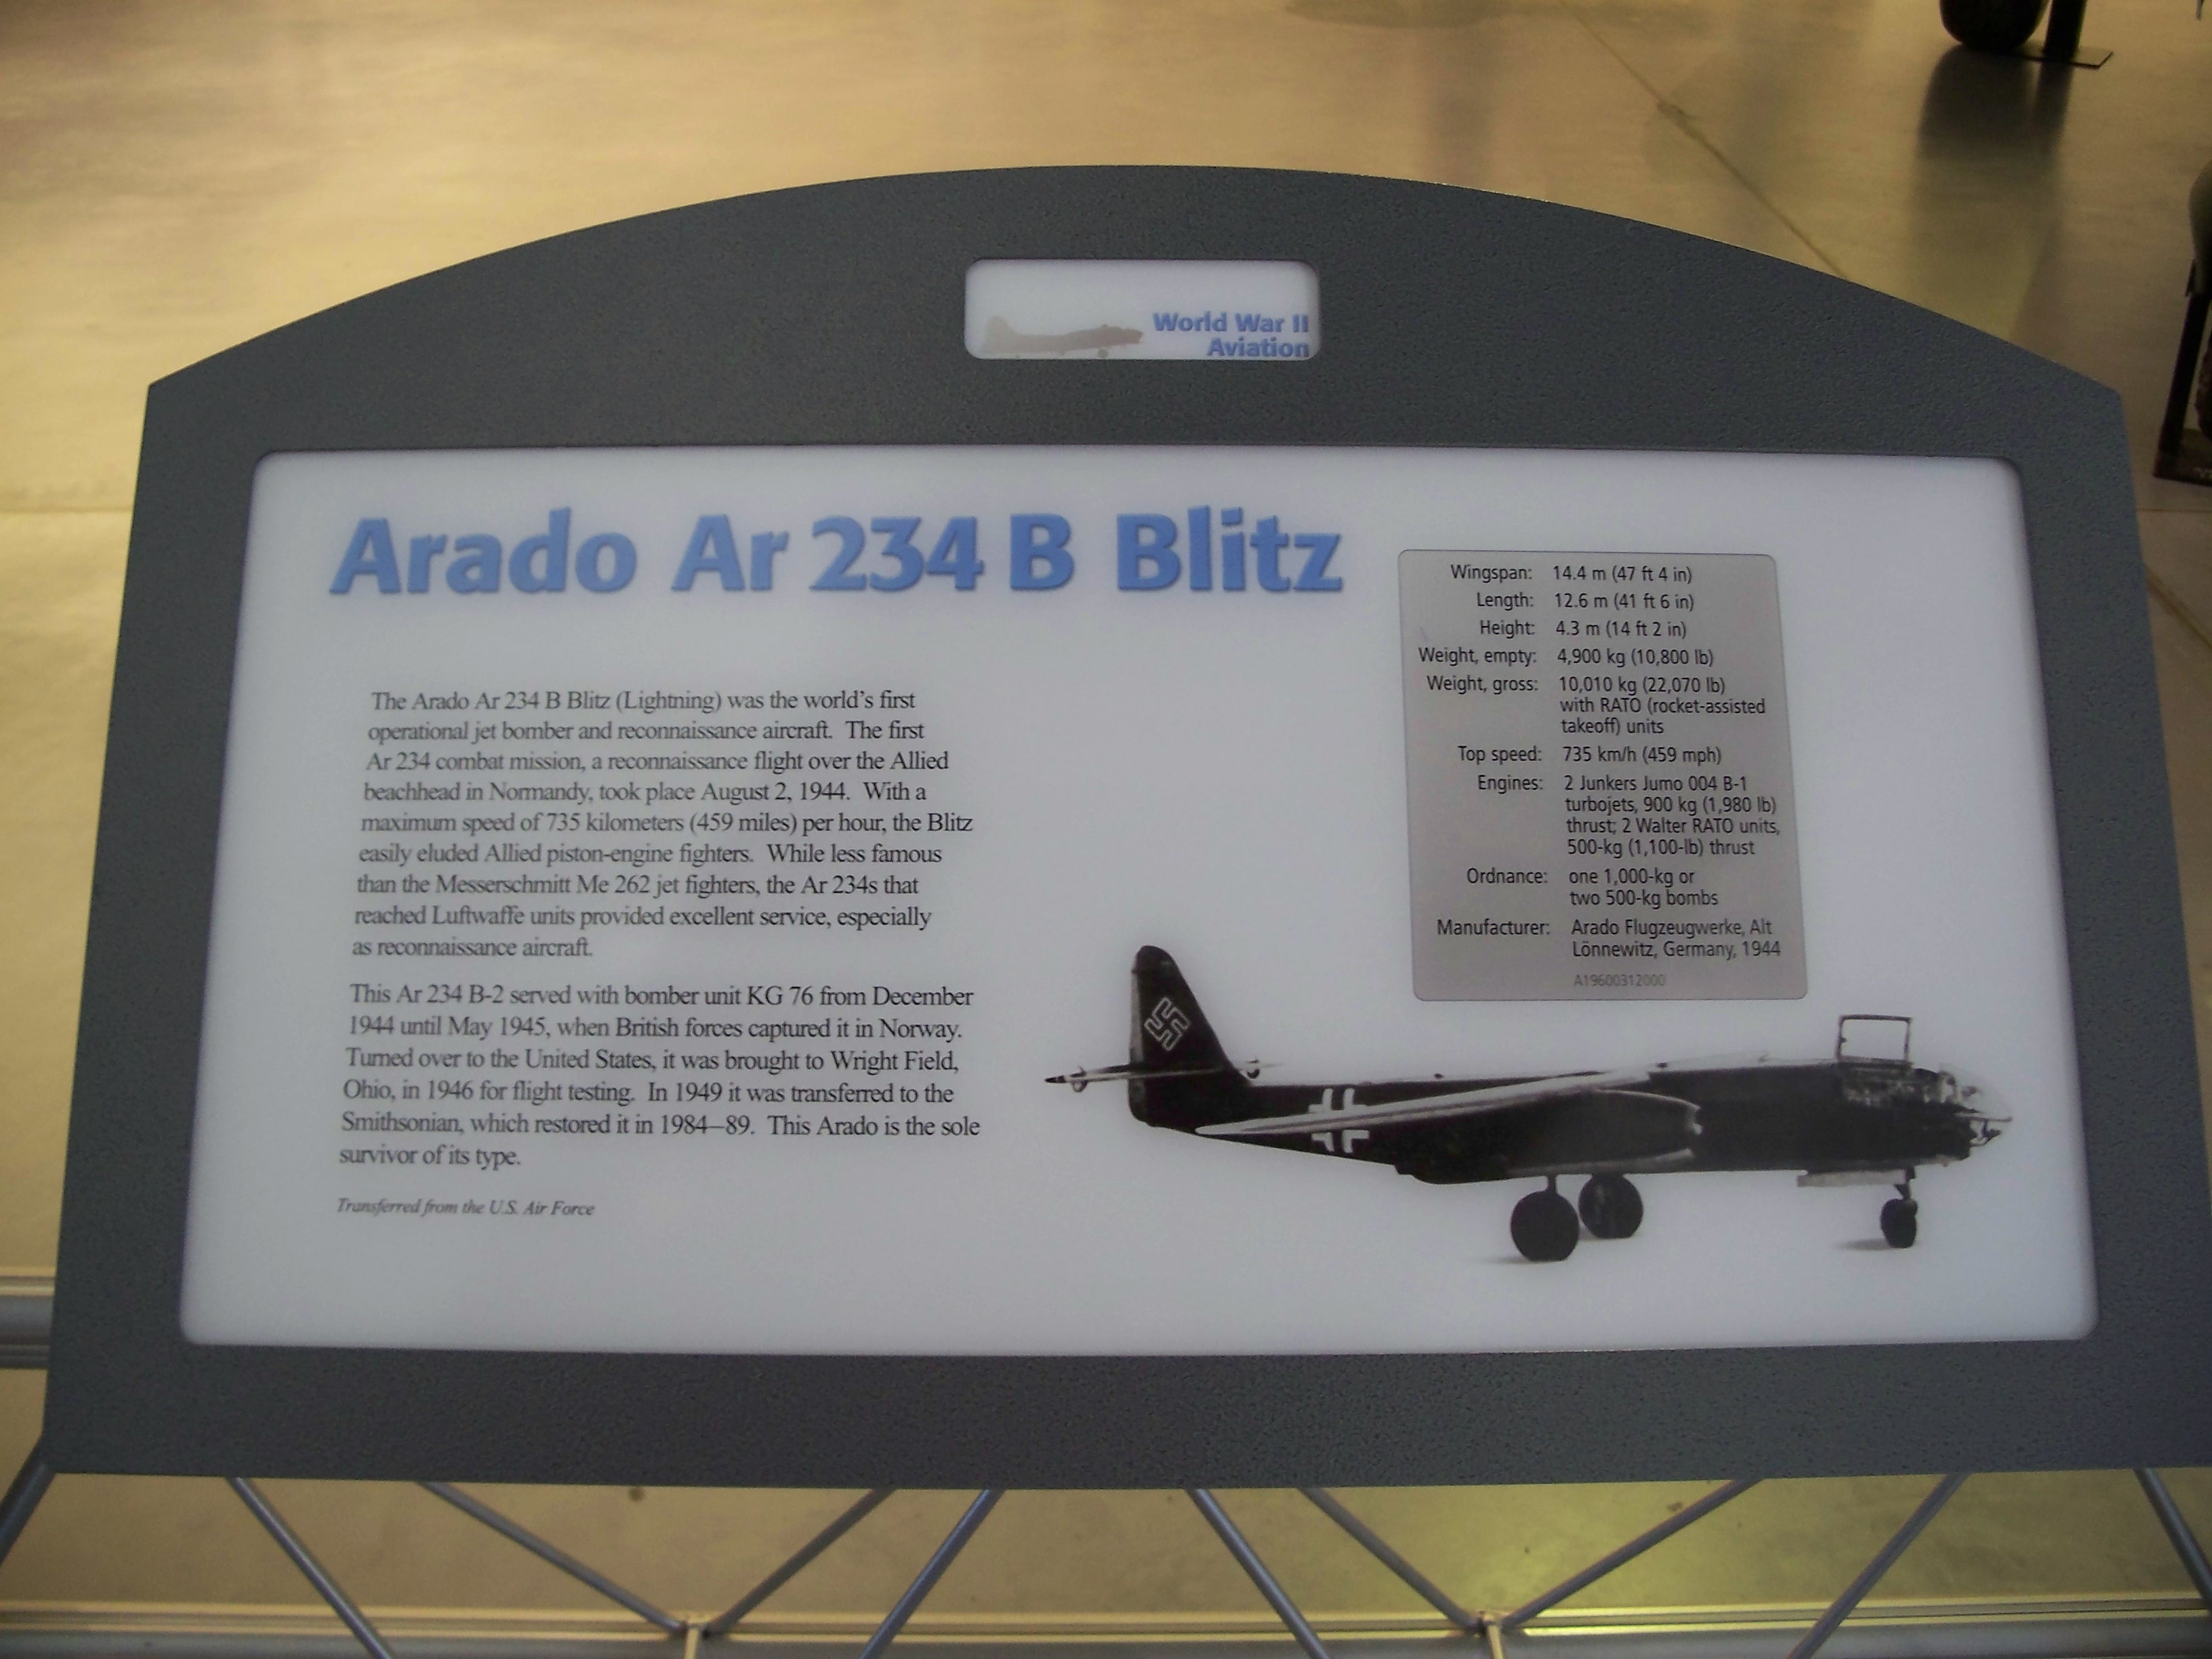 World War II
Aviation
Arado Ar 234 B Blitz
The Arado Ar 234 B Blitz (Lightning) was the world's first
operational jet bomber and reconnaissance aircraft.  The first
Ar 234 combat mission, a reconnaissance flight over the Allied
beachhead in Normandy, took place August 2, 1944.  With a
maximum speed of 735 kilometers (459 miles) per hour, the Blitz
easily eluded Allied piston-engine fighters.  While less famous
than the Messerschmitt Me 262 jet fighters, the Ar 234s that
reached Luftwaffe units provided excellent service, especially
as reconnaissance aircraft.
This Ar 234 B-2 served with bomber unit KG 76 from December
1944 until May 1945, when British forces captured it in Norway.
Turned over to the United States, it was brought to Wright Field,
Ohio, in 1946 for flight testing.  In 1949 it was transferred to the
Smithsonian, which restored it in 1984–89.  This Arado is the sole
survivor of its type.
Transferred from the U.S. Air Force
Wingspan: 14.4 m (47 ft 4 in)
Length: 12.6 m (41 ft 6 in)
Height: 4.3 m (14 ft 2 in)
Weight, empty: 4,900 kg (10,800 lb)
Weight, gross: 10,010 kg (22,070 lb)
with RATO (rocket-assisted
takeoff) units
Top speed: 735 km/h (459 mph)
Engines: 2 Junkers Jumo 004 B-1
turbojets, 900 kg (1,980 lb)
thrust; 2 Walter RATO units,
500-kg (1,100-lb) thrust
Ordnance: one 1,000-kg or
two 500-kg bombs
Manufacturer: Arado Flugzeugwerke, Alt
Lönnewitz, Germany, 1944
A19600312000